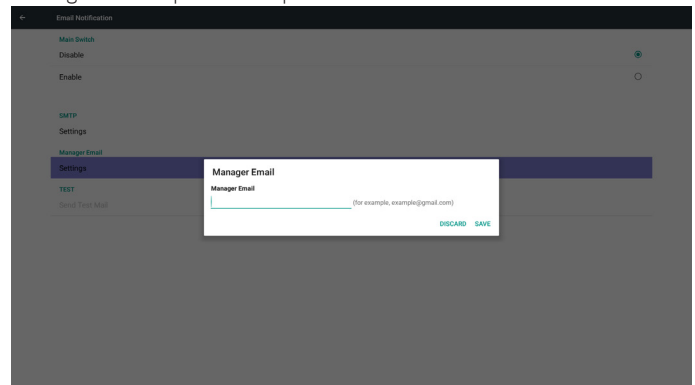 Email Notification
Main Switch
Disable
Enable
SMTP
Settings
Manager Email
Settings
TEST
Send Test Mail
Manager Email
Manager Email
(for example, example@gmail.com)
DISCARD SAVE